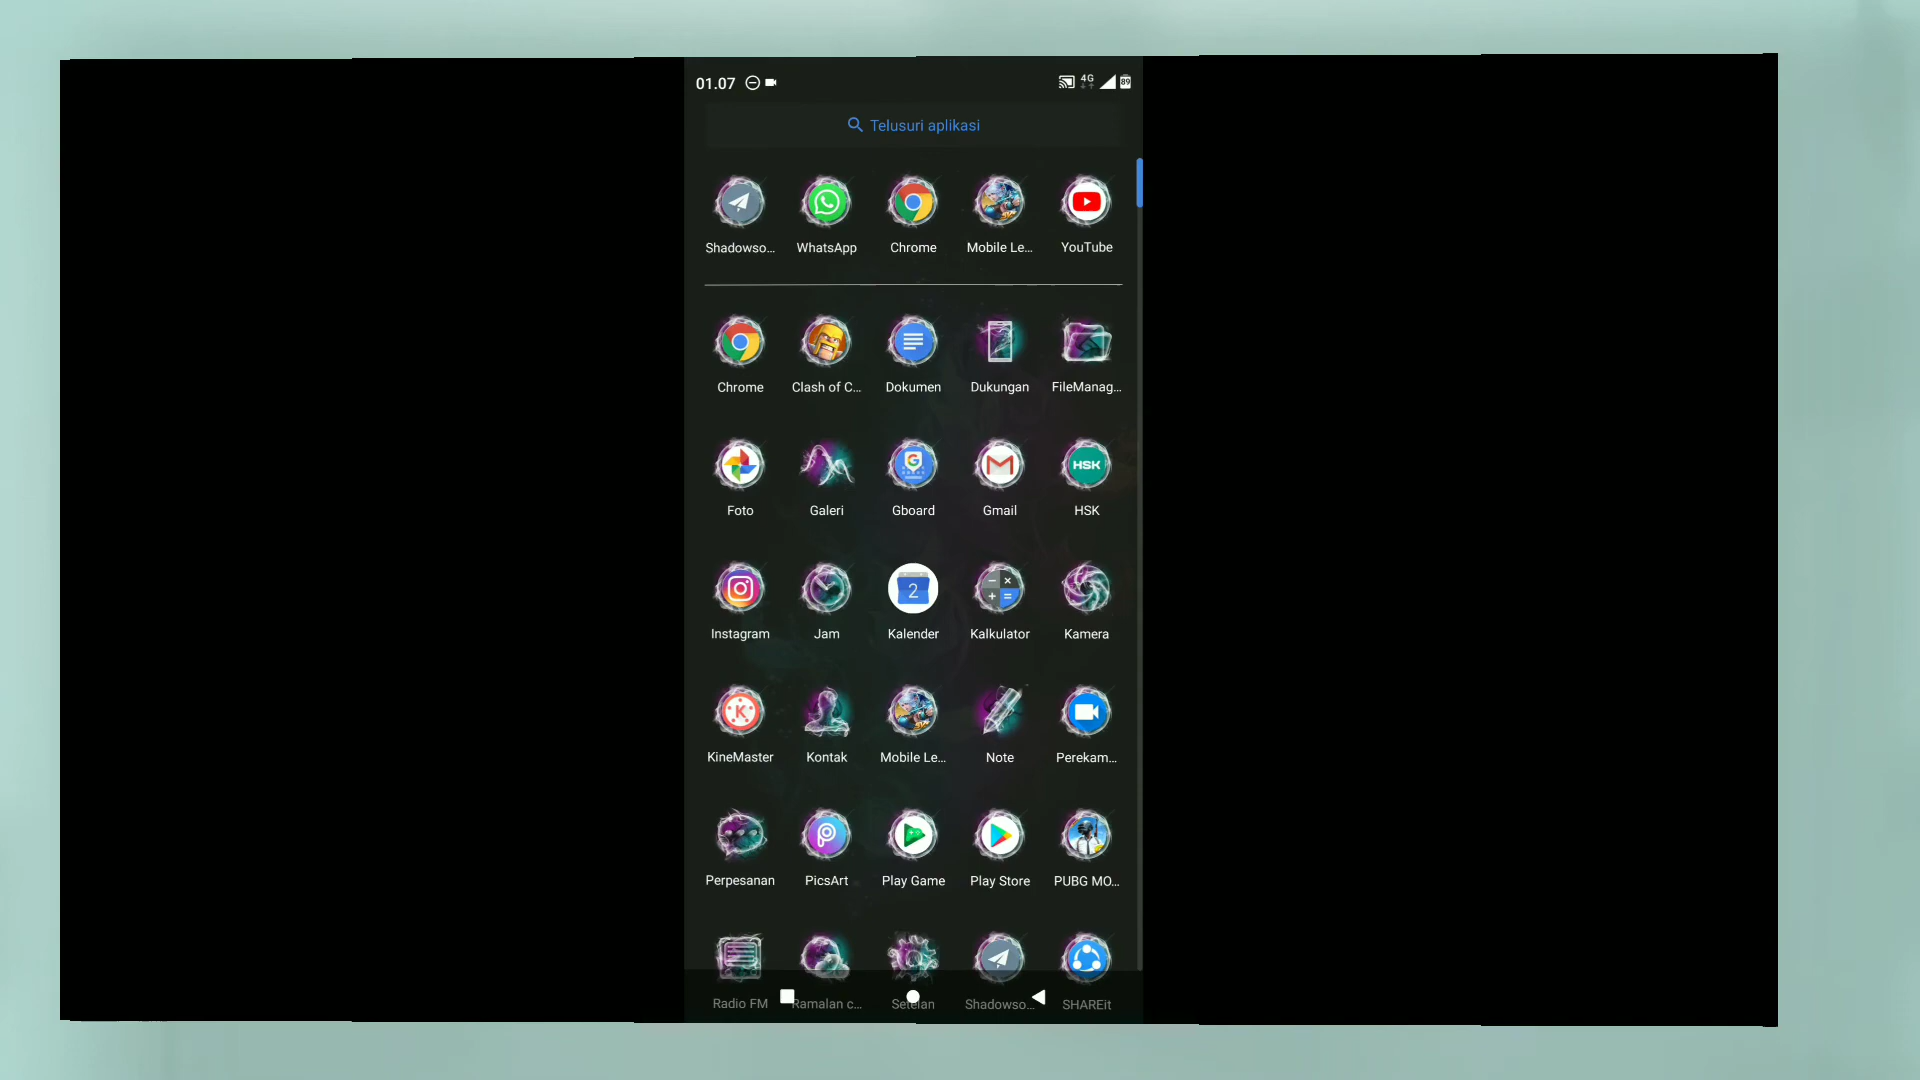 01.07 4G 89
Telusuri aplikasi
Shadowso... WhatsApp Chrome Mobile Le... YouTube
Chrome Clash of C... Dokumen Dukungan FileManag...
HSK
Foto Galeri Gboard Gmail HSK
2
Instagram Jam Kalender Kalkulator Kamera
KineMaster Kontak Mobile Le... Note Perekam...
Perpesanan PicsArt Play Game Play Store PUBG MO...
Radio FM Ramalan c... Setelan Shadowso... SHAREit